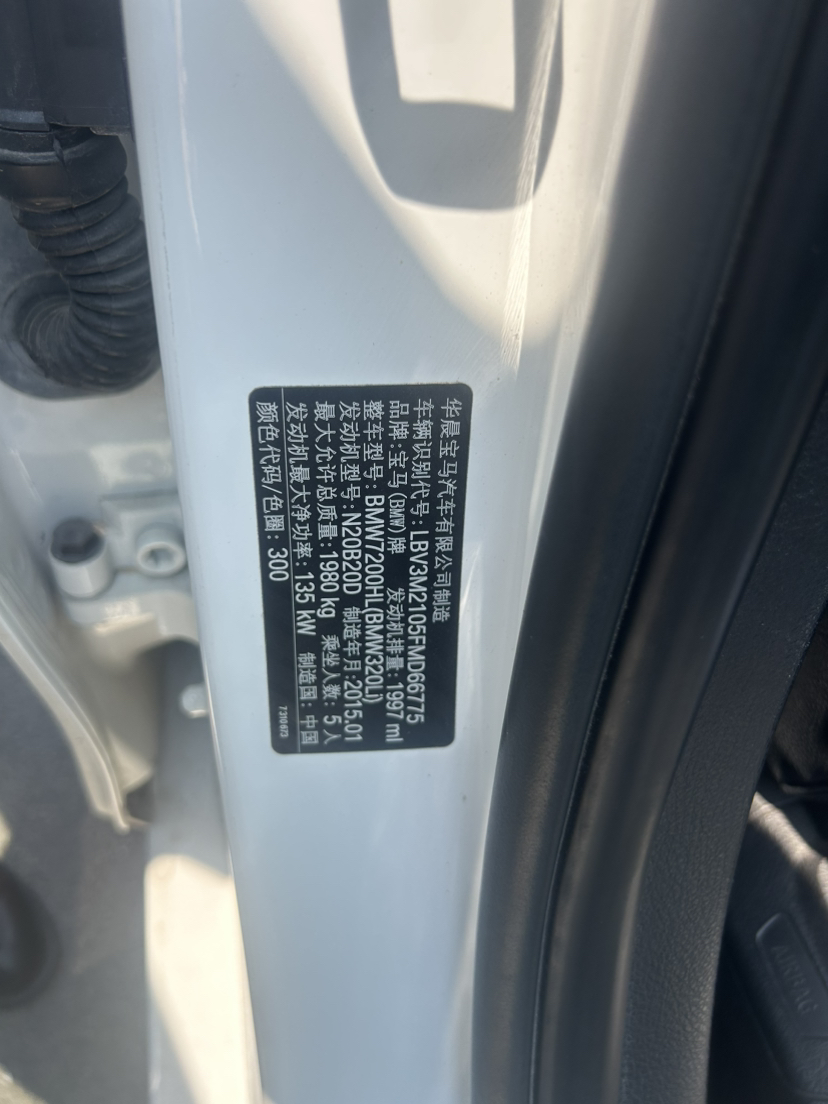 华晨宝马汽车有限公司制造
车辆识别代号: LBV3M2105FMD66775
品牌: 宝马(BMW)牌 发动机排量: 1997 ml
整车型号: BMW7200HL(BMW320Li)
发动机型号: N20B20D 制造年月: 2015.01
最大允许总质量: 1980 kg 乘坐人数: 5 人
发动机最大净功率: 135 kW 制造国: 中国
颜色代码/色圈: 300 7310673
AIRBAG